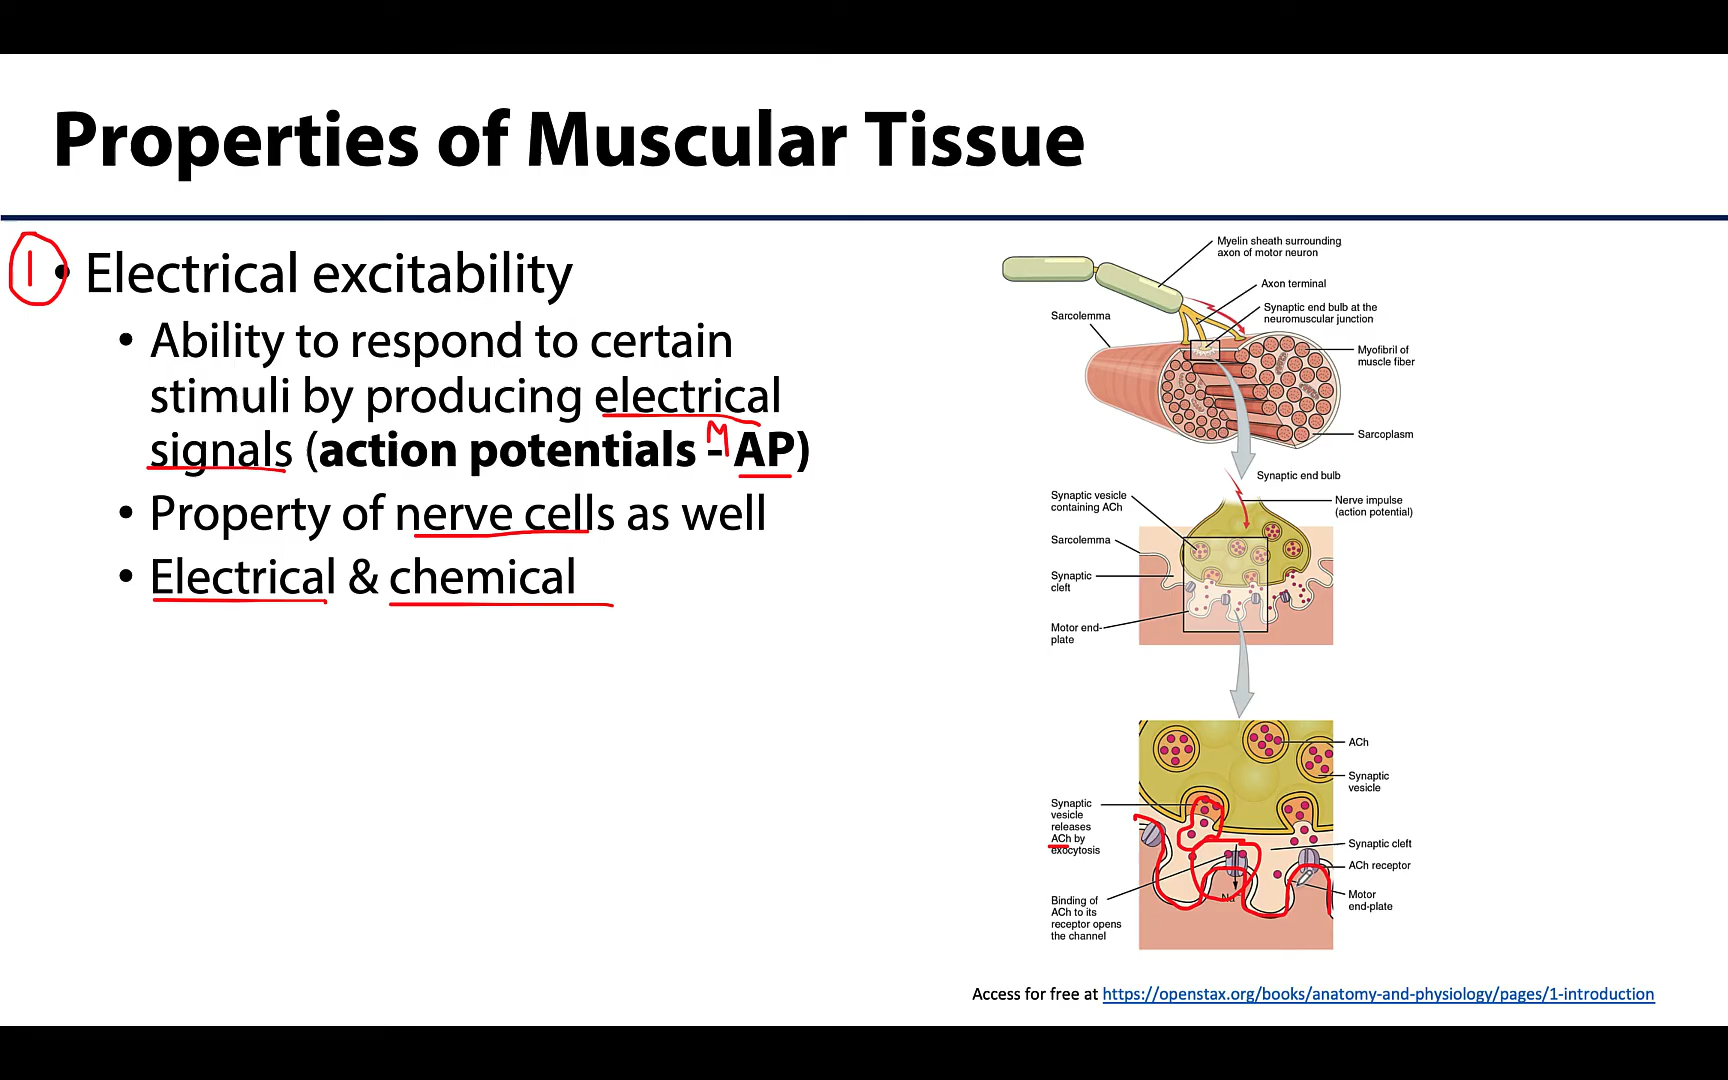 Properties of Muscular Tissue
1
• Electrical excitability
• Ability to respond to certain
stimuli by producing electrical
signals (action potentials - AP)
M
• Property of nerve cells as well
• Electrical & chemical
Myelin sheath surrounding
axon of motor neuron
Axon terminal
Synaptic end bulb at the
neuromuscular junction
Sarcolemma
Myofibril of
muscle fiber
Sarcoplasm
Synaptic end bulb
Synaptic vesicle
containing ACh
Nerve impulse
(action potential)
Sarcolemma
Synaptic
cleft
Motor end-
plate
ACh
Synaptic
vesicle
Synaptic
vesicle
releases
ACh by
exocytosis
Synaptic cleft
ACh receptor
Na
Motor
end-plate
Binding of
ACh to its
receptor opens
the channel
Access for free at https://openstax.org/books/anatomy-and-physiology/pages/1-introduction